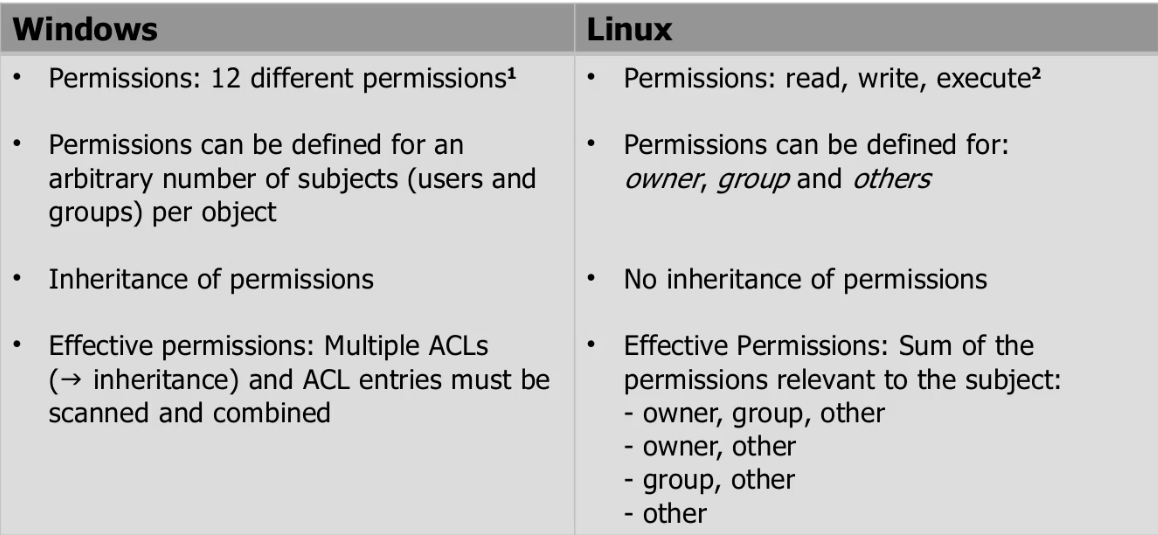 Windows
• Permissions: 12 different permissions¹
• Permissions can be defined for an
arbitrary number of subjects (users and
groups) per object
• Inheritance of permissions
• Effective permissions: Multiple ACLs
(→ inheritance) and ACL entries must be
scanned and combined
Linux
• Permissions: read, write, execute²
• Permissions can be defined for:
owner, group and others
• No inheritance of permissions
• Effective Permissions: Sum of the
permissions relevant to the subject:
- owner, group, other
- owner, other
- group, other
- other